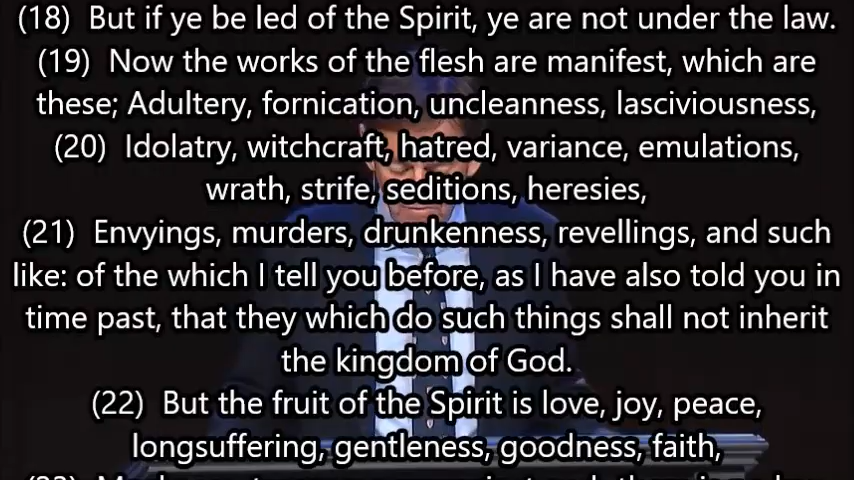 (18) But if ye be led of the Spirit, ye are not under the law.
(19) Now the works of the flesh are manifest, which are
these; Adultery, fornication, uncleanness, lasciviousness,
(20) Idolatry, witchcraft, hatred, variance, emulations,
wrath, strife, seditions, heresies,
(21) Envyings, murders, drunkenness, revellings, and such
like: of the which I tell you before, as I have also told you in
time past, that they which do such things shall not inherit
the kingdom of God.
(22) But the fruit of the Spirit is love, joy, peace,
longsuffering, gentleness, goodness, faith,